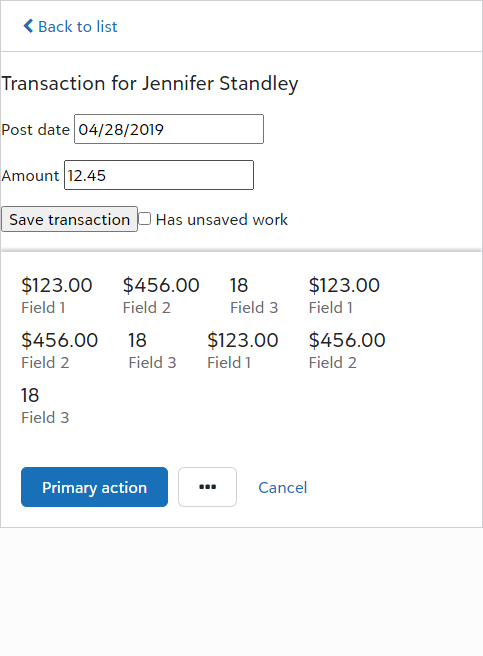 Back to list
Transaction for Jennifer Standley
Post date 04/28/2019
Amount 12.45
Save transaction Has unsaved work
$123.00 $456.00 18 $123.00
Field 1 Field 2 Field 3 Field 1
$456.00 18 $123.00 $456.00
Field 2 Field 3 Field 1 Field 2
18
Field 3
Primary action ••• Cancel